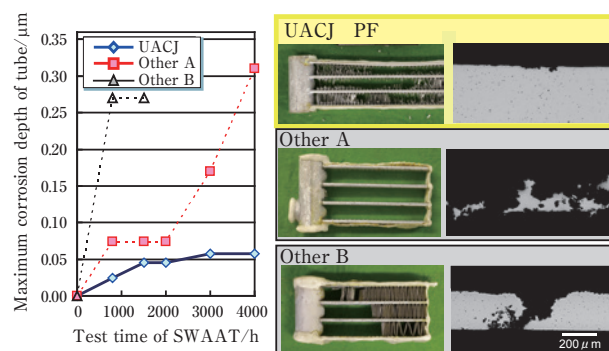 Maximum corrosion depth of tube/μm
0.40
0.35
0.30
0.25
0.20
0.15
0.10
0.05
0.00
UACJ
Other A
Other B
0
1000
2000
3000
4000
Test time of SWAAT/h
UACJ PF
Other A
Other B
200 μ m